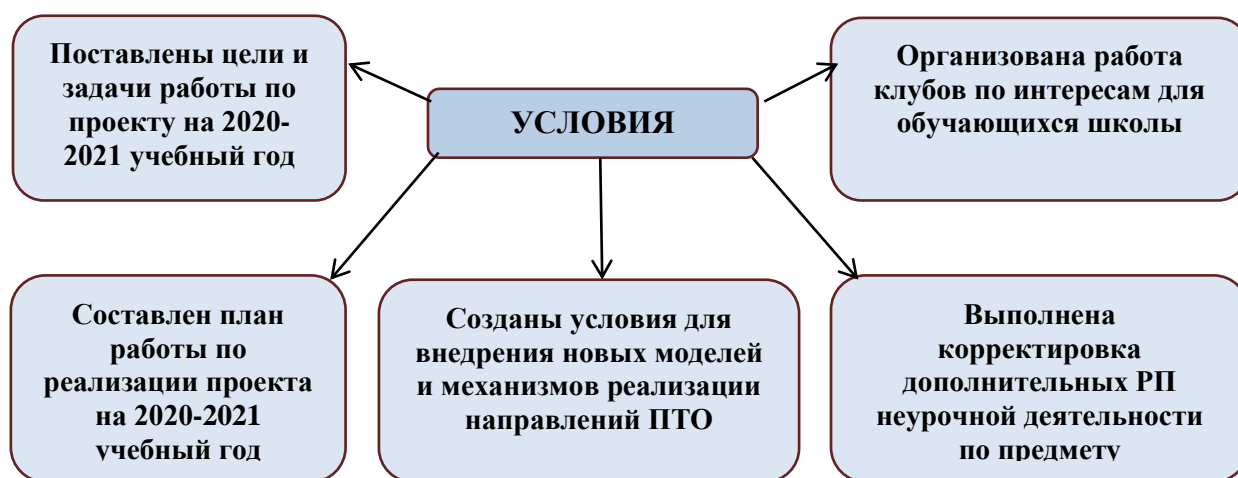 Поставлены цели и
задачи работы по
проекту на 2020-
2021 учебный год
УСЛОВИЯ
Организована работа
клубов по интересам для
обучающихся школы
Составлен план
работы по
реализации проекта
на 2020-2021
учебный год
Созданы условия для
внедрения новых моделей
и механизмов реализации
направлений ПТО
Выполнена
корректировка
дополнительных РП
неурочной деятельности
по предмету